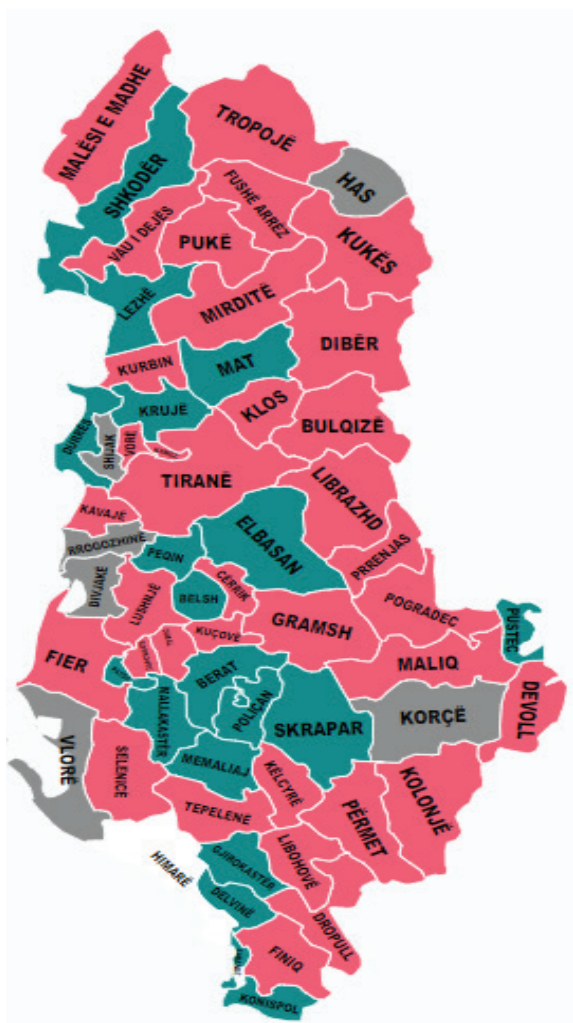 MALËSI E MADHE
TROPOJË
SHKODËR
HAS
FUSHË ARRËZ
VAU I DEJËS
PUKË
KUKËS
LEZHË
MIRDITË
DIBËR
KURBIN
MAT
KRUJË
KLOS
BULQIZË
DURRËS
SHIJAK
VORË
TIRANË
LIBRAZHD
KAVAJË
ELBASAN
RROGOZHINË
PEQIN
PRRENJAS
DIVJAKË
LUSHNJË
BELSH
CËRRIK
POGRADEC
GRAMSH
PUSTEC
KUÇOVË
FIER
MALIQ
BERAT
DEVOLL
MALLAKASTËR
POLIÇAN
SKRAPAR
KORÇË
VLORË
SELENICË
MEMALIAJ
KËLCYRË
KOLONJË
TEPELENË
PËRMET
HIMARË
GJIROKASTËR
LIBOHOVË
DELVINË
DROPULL
FINIQ
KONISPOL